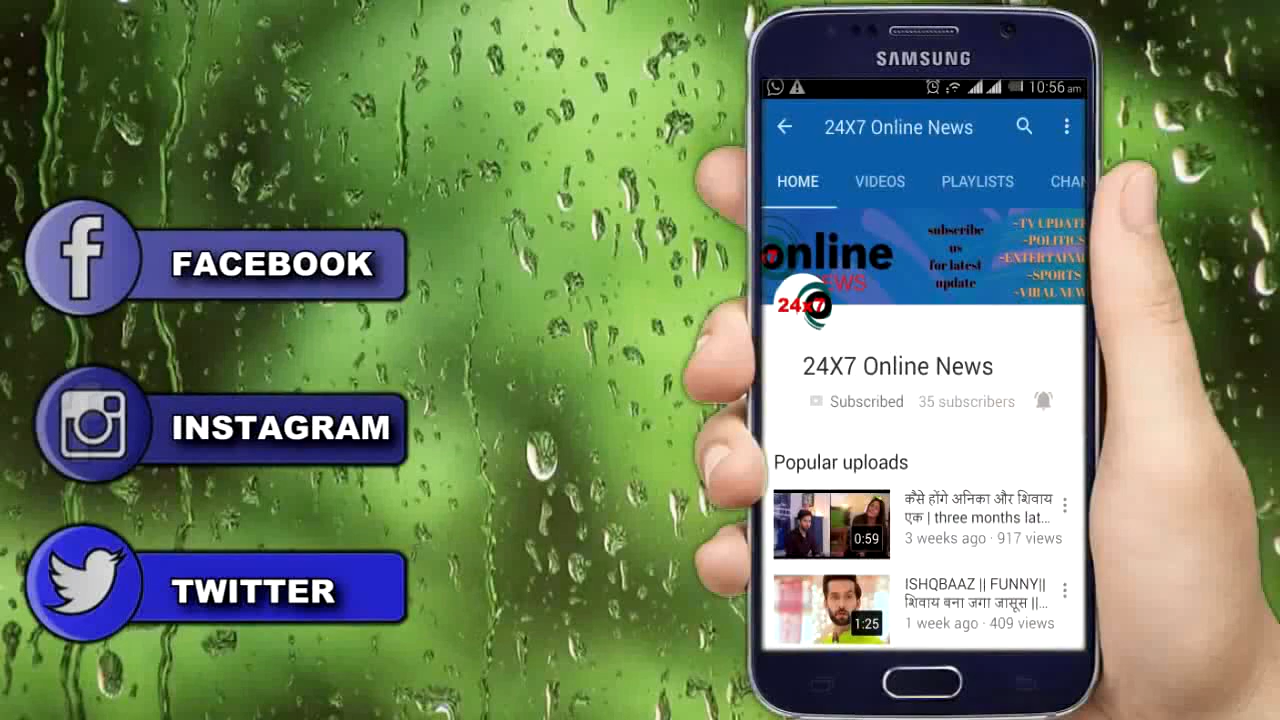 FACEBOOK
INSTAGRAM
TWITTER
SAMSUNG
10:56 am
24X7 Online News
HOME VIDEOS PLAYLISTS CHAN
online
NEWS
24x7
subscribe
us
for latest
update
~TV UPDATE
~POLITICS
~ENTERTAINM
~SPORTS
~VIRAL NEW
24X7 Online News
Subscribed 35 subscribers
Popular uploads
0:59
कैसे होंगे अनिका और शिवाय
एक | three months lat...
3 weeks ago · 917 views
1:25
ISHQBAAZ || FUNNY||
शिवाय बना जगा जासूस ||...
1 week ago · 409 views